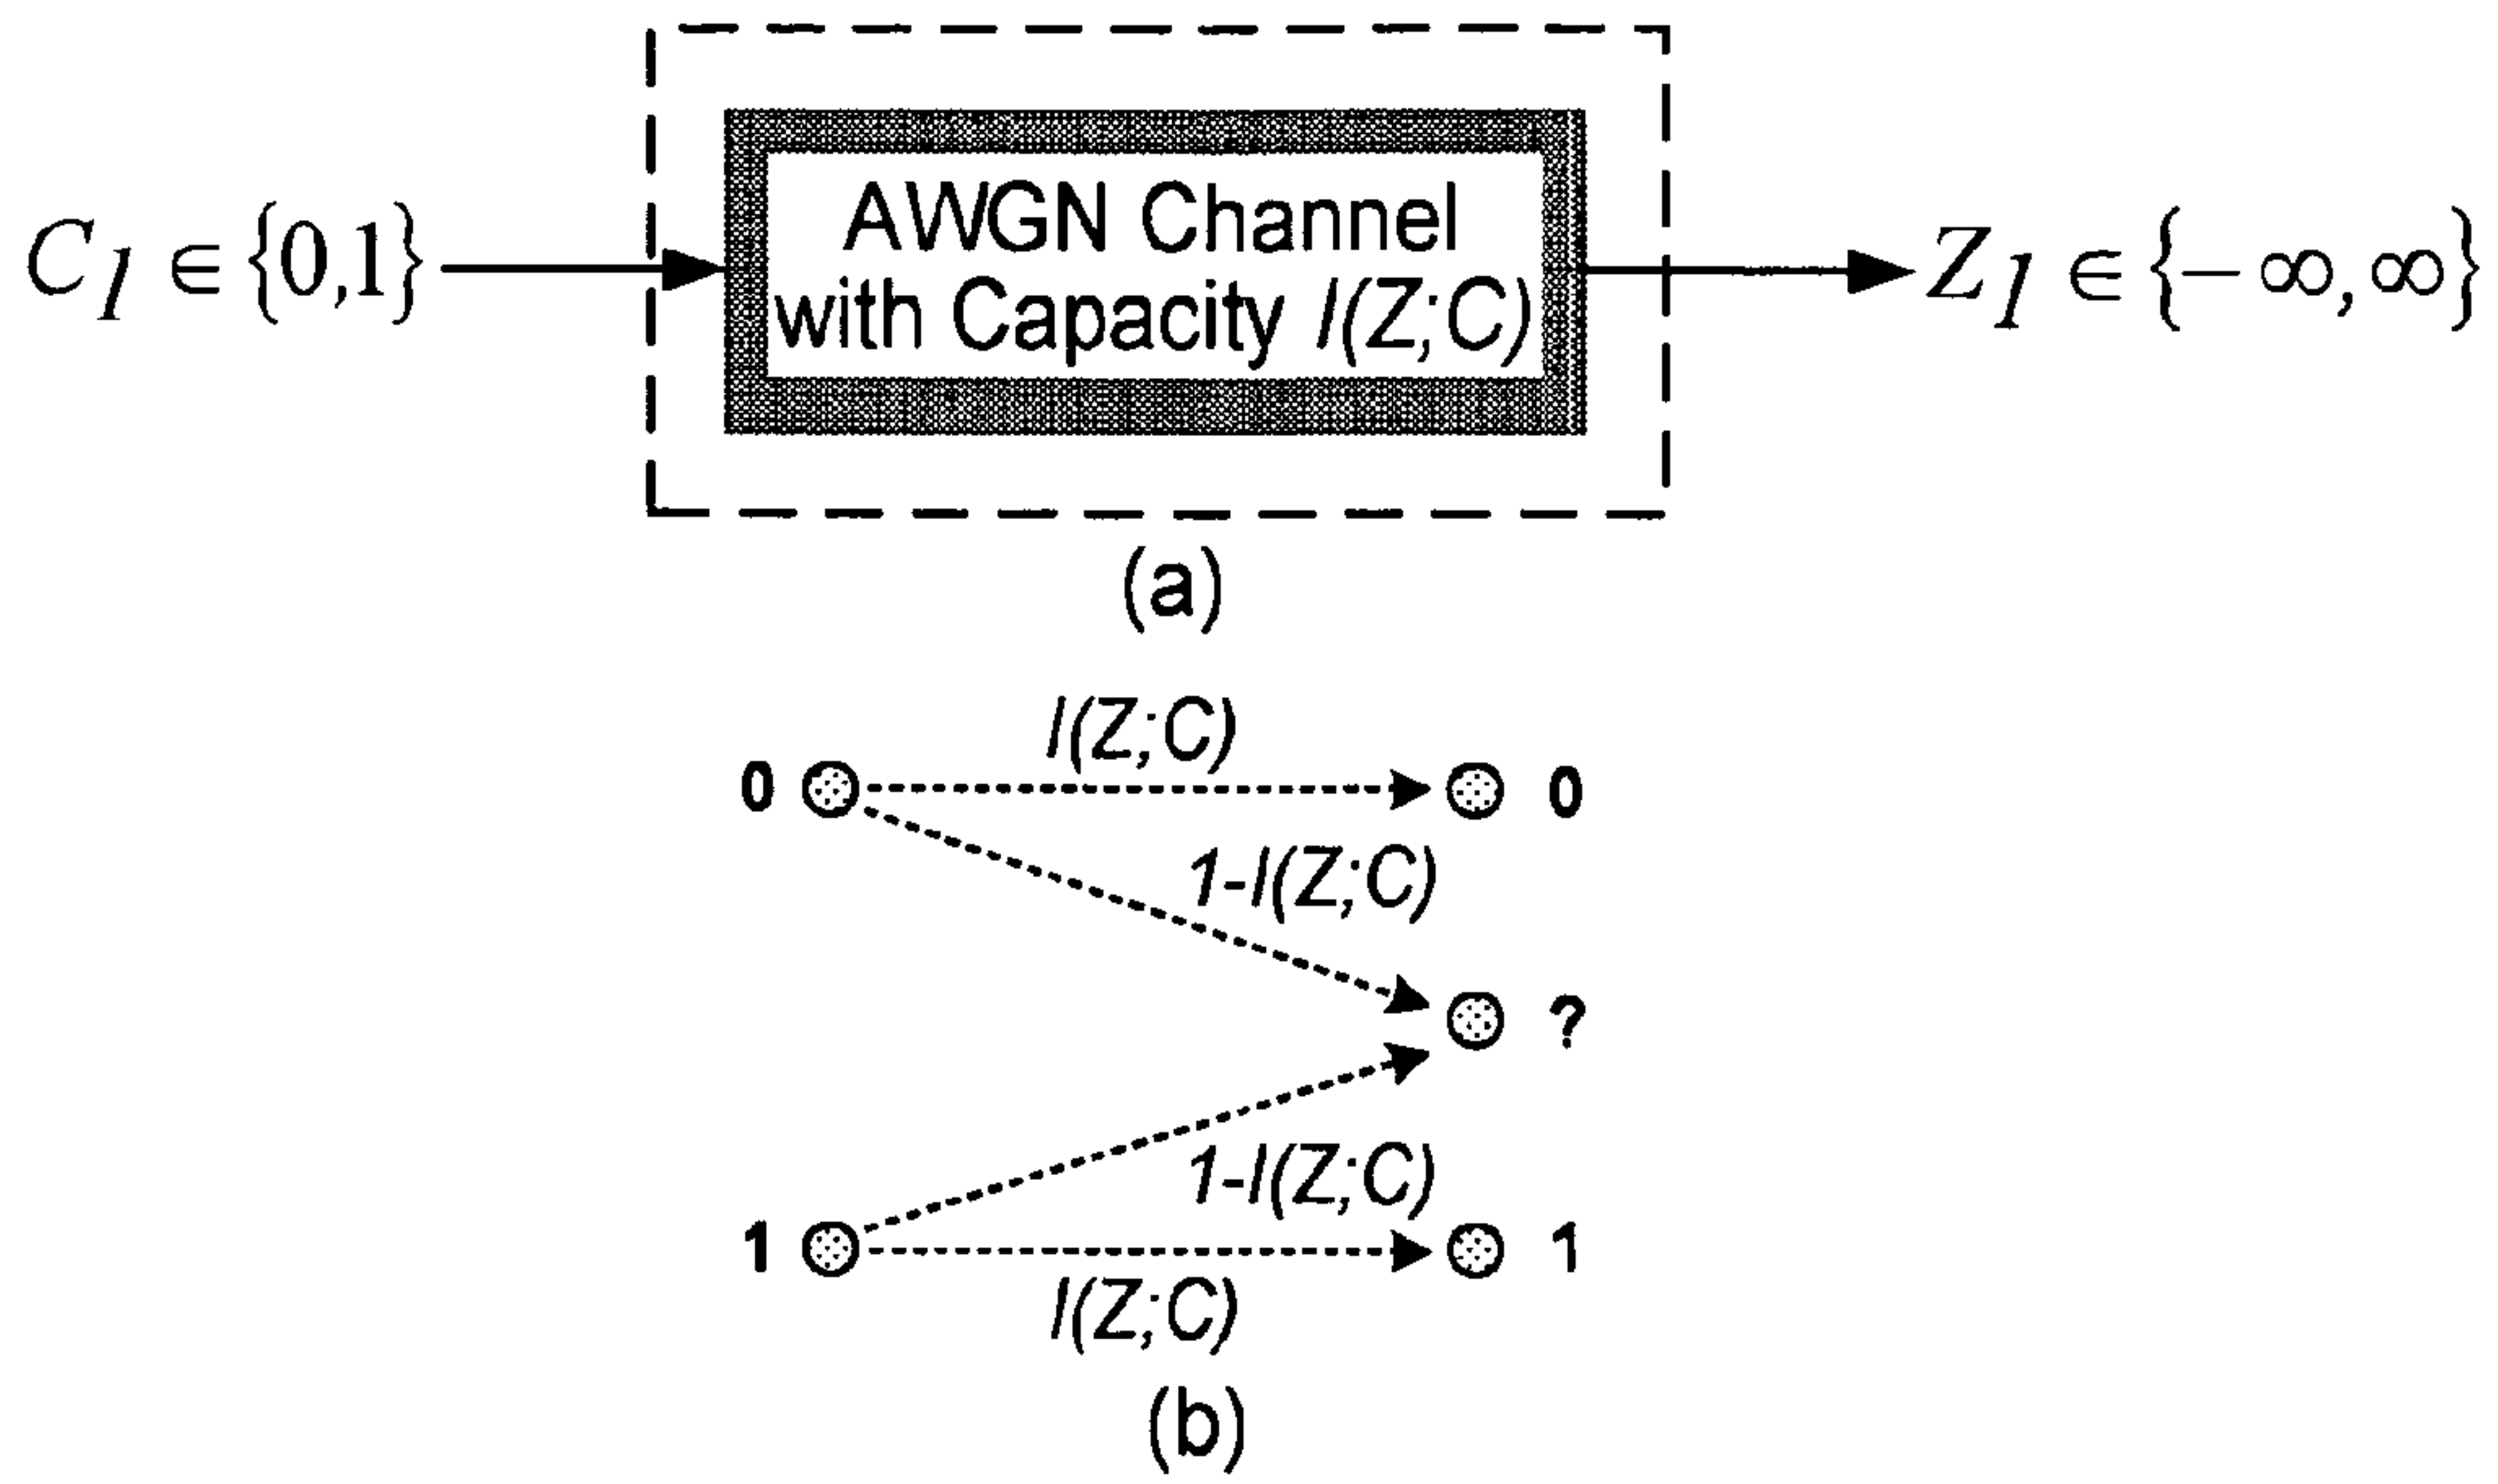 C_I ∈ {0,1}
AWGN Channel
with Capacity I(Z;C)
Z_I ∈ {− ∞,∞}
(a)
I(Z;C)
0
0
1-I(Z;C)
?
1-I(Z;C)
1
1
I(Z;C)
(b)